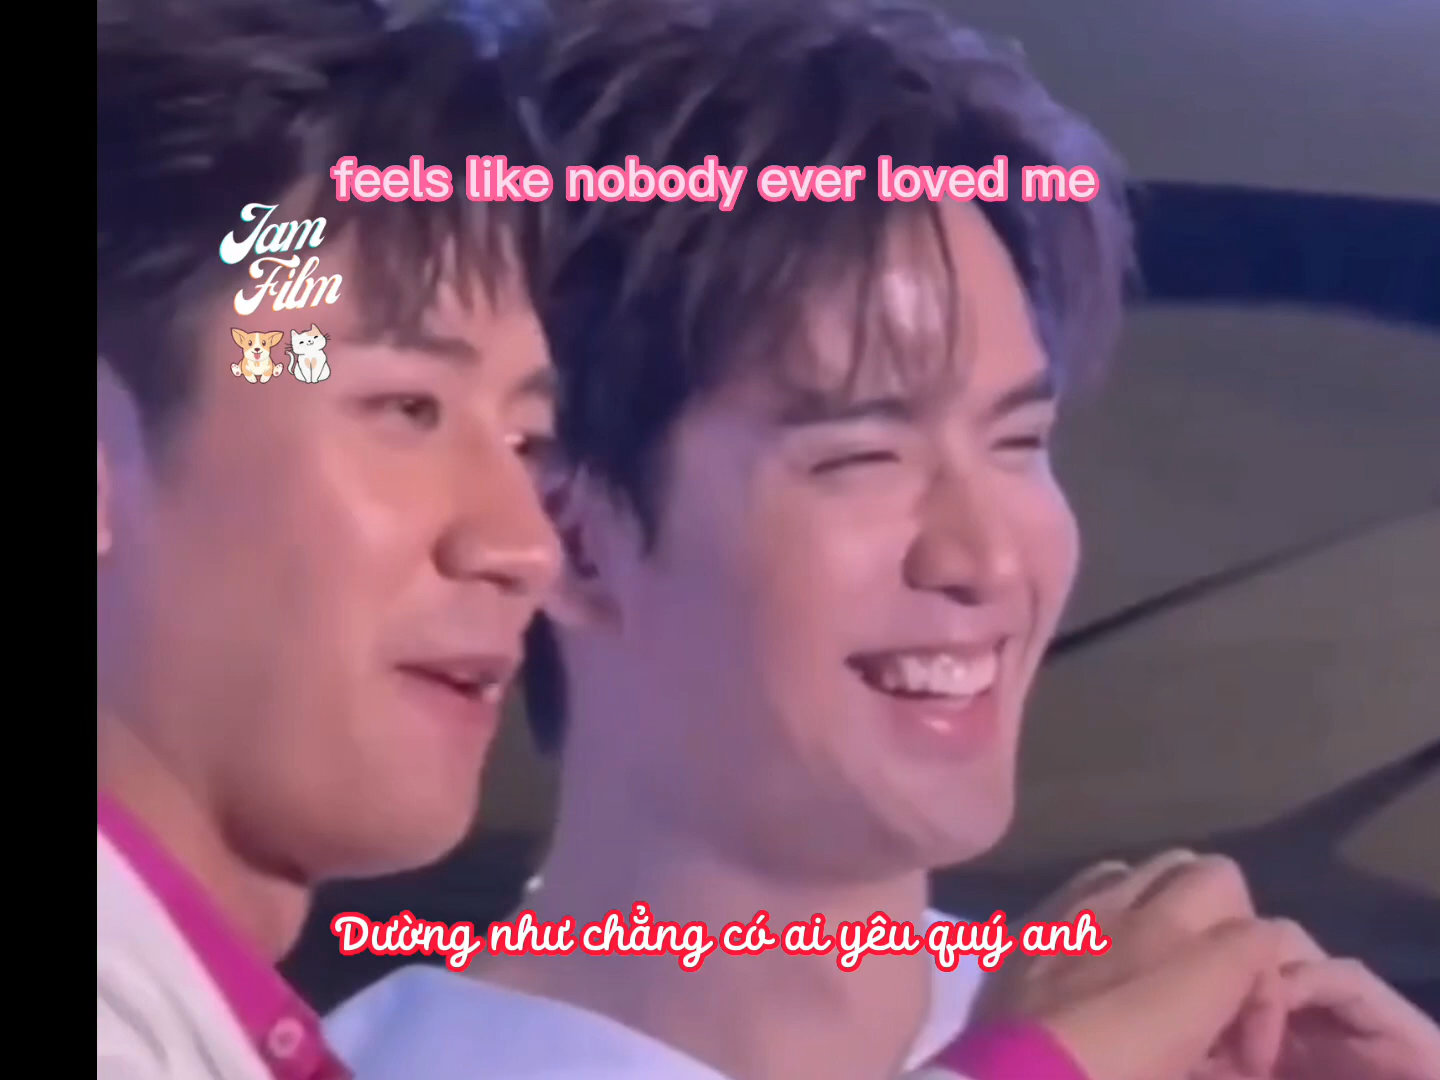 feels like nobody ever loved me
Jam
Film
Dường như chẳng có ai yêu quý anh